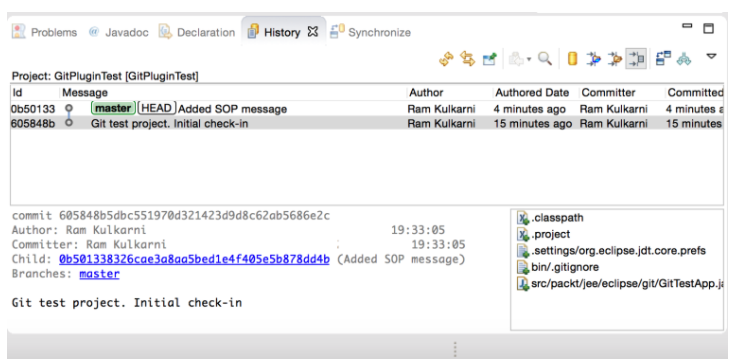 Problems Javadoc Declaration History Synchronize
Project: GitPluginTest [GitPluginTest]
Id Message Author Authored Date Committer Committed
0b50133 master HEAD Added SOP message Ram Kulkarni 4 minutes ago Ram Kulkarni 4 minutes a
605848b Git test project. Initial check-in Ram Kulkarni 15 minutes ago Ram Kulkarni 15 minutes
commit 605848b5dbc551970d321423d9d8c62ab5686e2c
Author: Ram Kulkarni 19:33:05
Committer: Ram Kulkarni 19:33:05
Child: 0b501338326cae3a8aa5bed1e4f405e5b878dd4b (Added SOP message)
Branches: master
Git test project. Initial check-in
.classpath
.project
.settings/org.eclipse.jdt.core.prefs
bin/.gitignore
src/packt/jee/eclipse/git/GitTestApp.ja